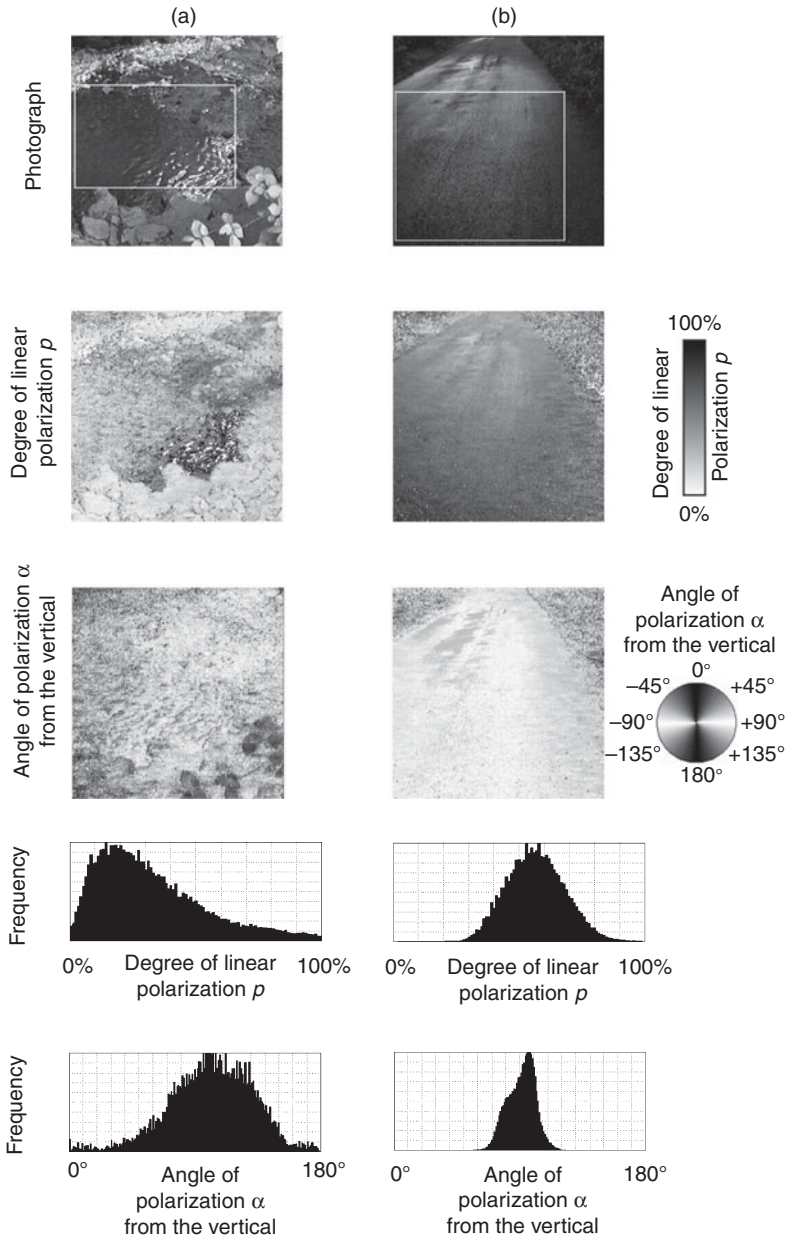 (a)
(b)
Photograph
Degree of linear
polarization p
100%
Degree of linear
Polarization p
0%
Angle of polarization α
from the vertical
Angle of
polarization α
from the vertical
0°
–45°
+45°
–90°
+90°
–135°
+135°
180°
Frequency
0%
Degree of linear
polarization p
100%
0%
Degree of linear
polarization p
100%
Frequency
0°
Angle of
polarization α
from the vertical
180°
0°
Angle of
polarization α
from the vertical
180°